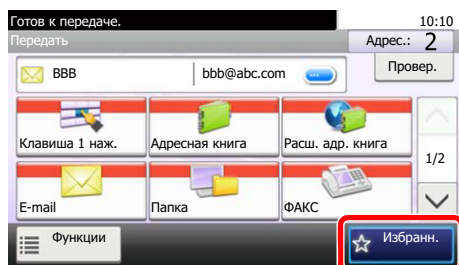 Готов к передаче. 10:10
Передать Адрес.: 2
BBB bbb@abc.com Провер.
Клавиша 1 наж. Адресная книга Расш. адр. книга
1/2
E-mail Папка ФАКС
Функции Избранн.